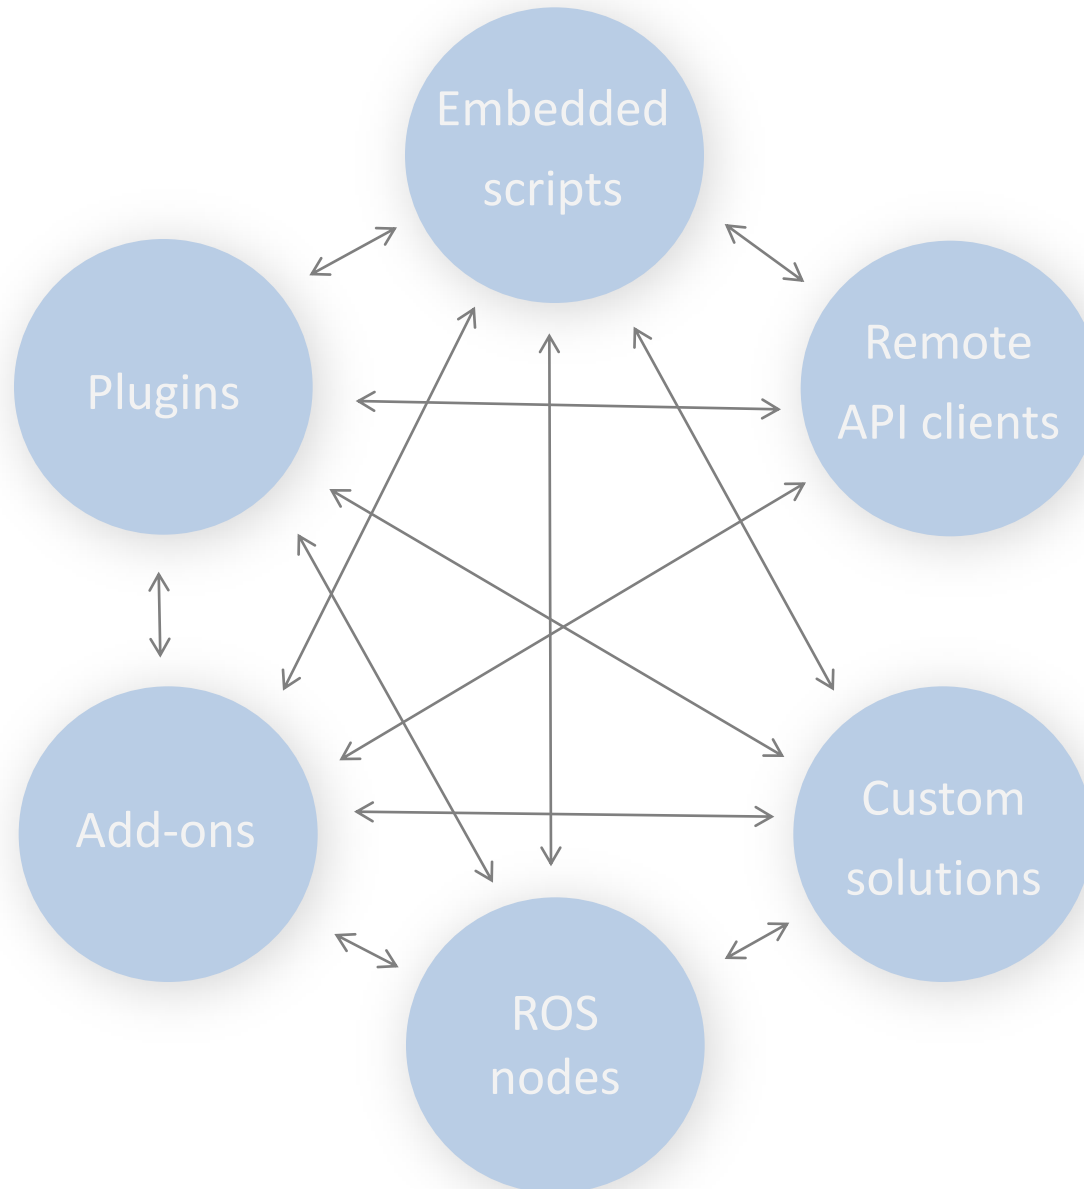 Embedded
scripts
Plugins
Remote
API clients
Add-ons
Custom
solutions
ROS
nodes